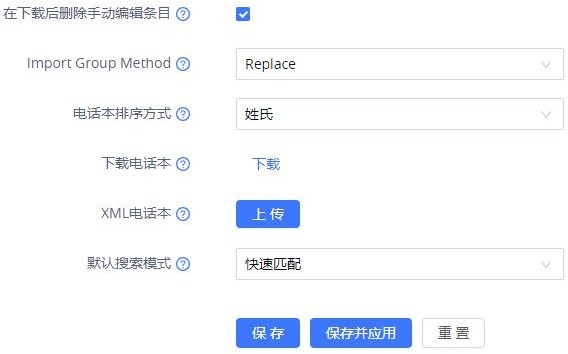 在下载后删除手动编辑条目
Import Group Method Replace
电话本排序方式 姓氏
下载电话本 下载
XML电话本 上传
默认搜索模式 快速匹配
保存 保存并应用 重置